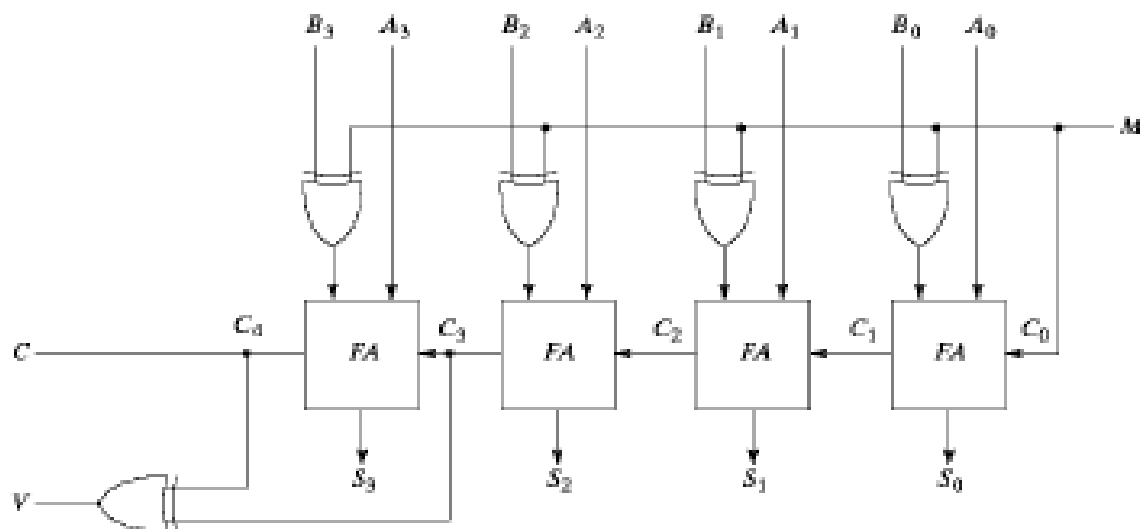 B3 A3 B2 A2 B1 A1 B0 A0
M
C4 C3 C2 C1 C0
C FA FA FA FA
S3 S2 S1 S0
V